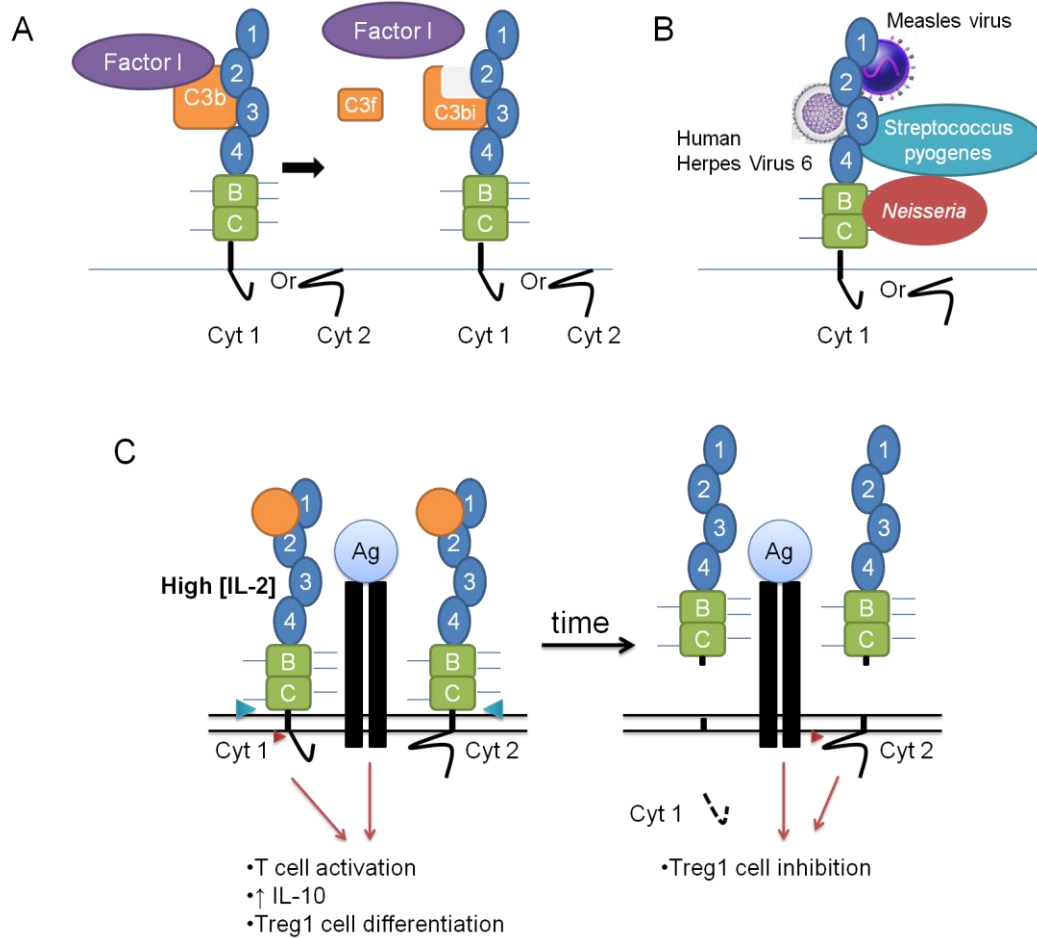 A
Factor I
C3b
1
2
3
4
B
C
Or
Cyt 1
Cyt 2
Factor I
C3f
C3bi
1
2
3
4
B
C
Or
Cyt 1
Cyt 2
B
Measles virus
Human
Herpes Virus 6
1
2
3
4
Streptococcus
pyogenes
B
C
Neisseria
Or
Cyt 1
C
High [IL-2]
1
2
3
4
B
C
Ag
1
2
3
4
B
C
Cyt 1
Cyt 2
•T cell activation
•↑ IL-10
•Treg1 cell differentiation
time
1
2
3
4
B
C
Ag
1
2
3
4
B
C
Cyt 2
Cyt 1
•Treg1 cell inhibition